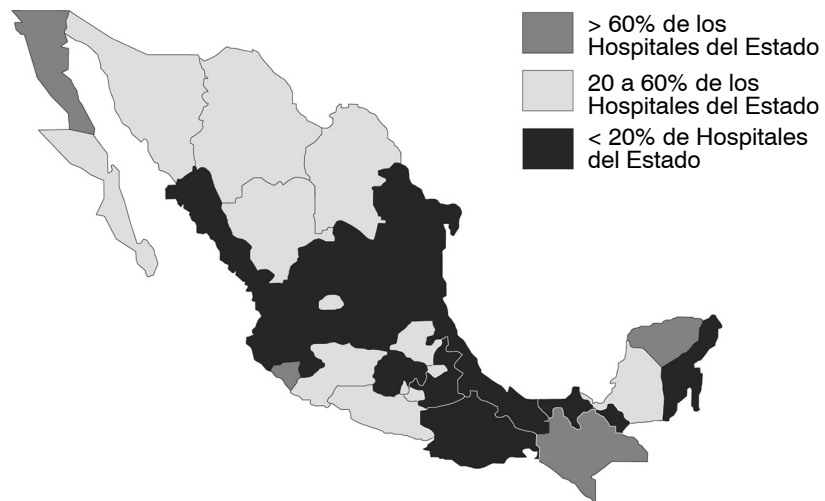 > 60% de los
Hospitales del Estado
20 a 60% de los
Hospitales del Estado
< 20% de Hospitales
del Estado